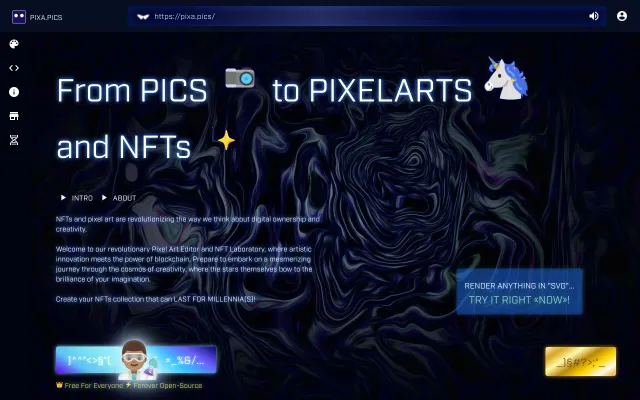 PIXA.PICS
https://pixa.pics/
From PICS to PIXELARTS
and NFTs
INTRO ABOUT
NFTs and pixel art are revolutionizing the way we think about digital ownership and
creativity.
Welcome to our revolutionary Pixel Art Editor and NFT Laboratory, where artistic
innovation meets the power of blockchain. Prepare to embark on a mesmerizing
journey through the cosmos of creativity, where the stars themselves bow to the
brilliance of your imagination.
Create your NFTs collection that can LAST FOR MILLENNIA(S)!
RENDER ANYTHING IN "SVG"...
TRY IT RIGHT «NOW»!
Free For Everyone Forever Open-Source